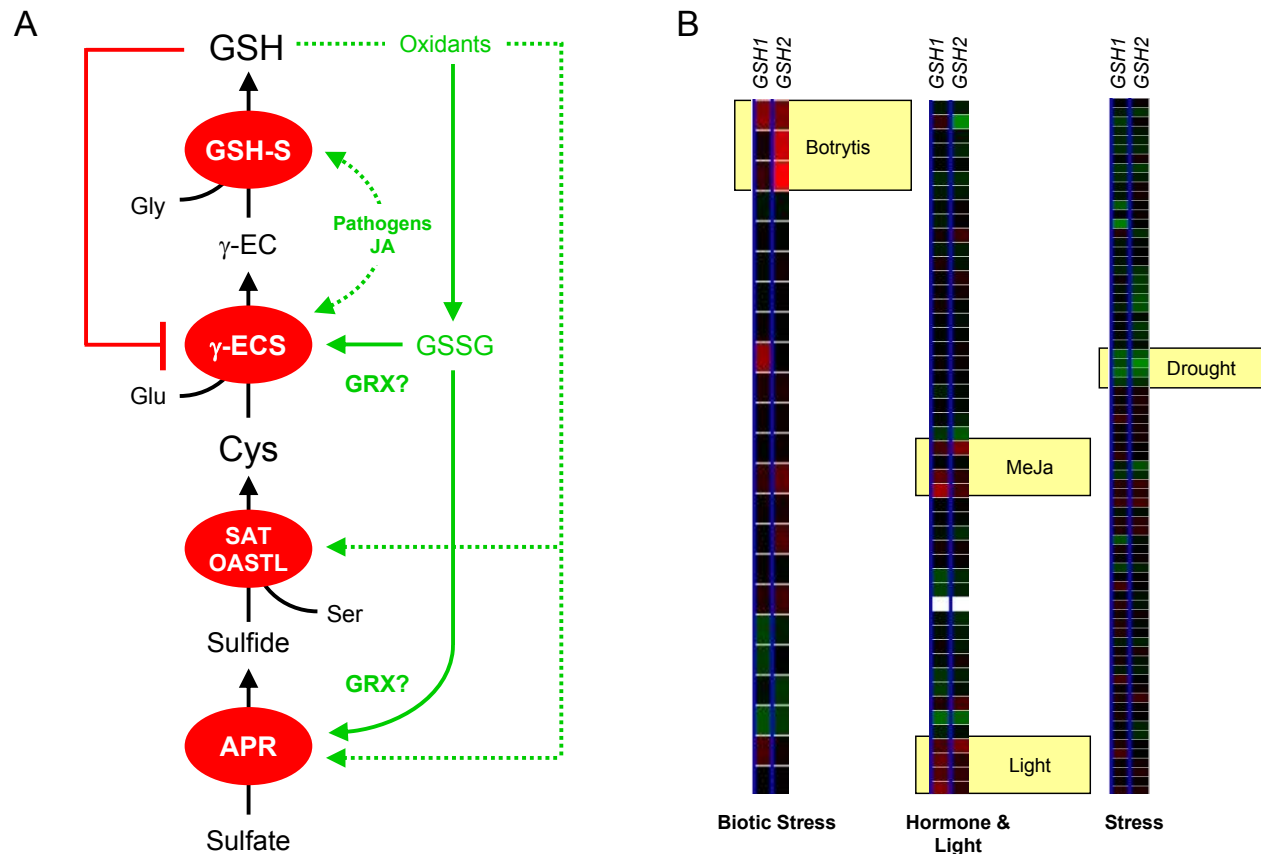 A
GSH
Oxidants
GSH-S
Gly
Pathogens
JA
γ-EC
γ-ECS
GSSG
GRX?
Glu
Cys
SAT
OASTL
Ser
Sulfide
GRX?
APR
Sulfate
B
GSH1
GSH2
GSH1
GSH2
GSH1
GSH2
Botrytis
Drought
MeJa
Light
Biotic Stress
Hormone &
Light
Stress